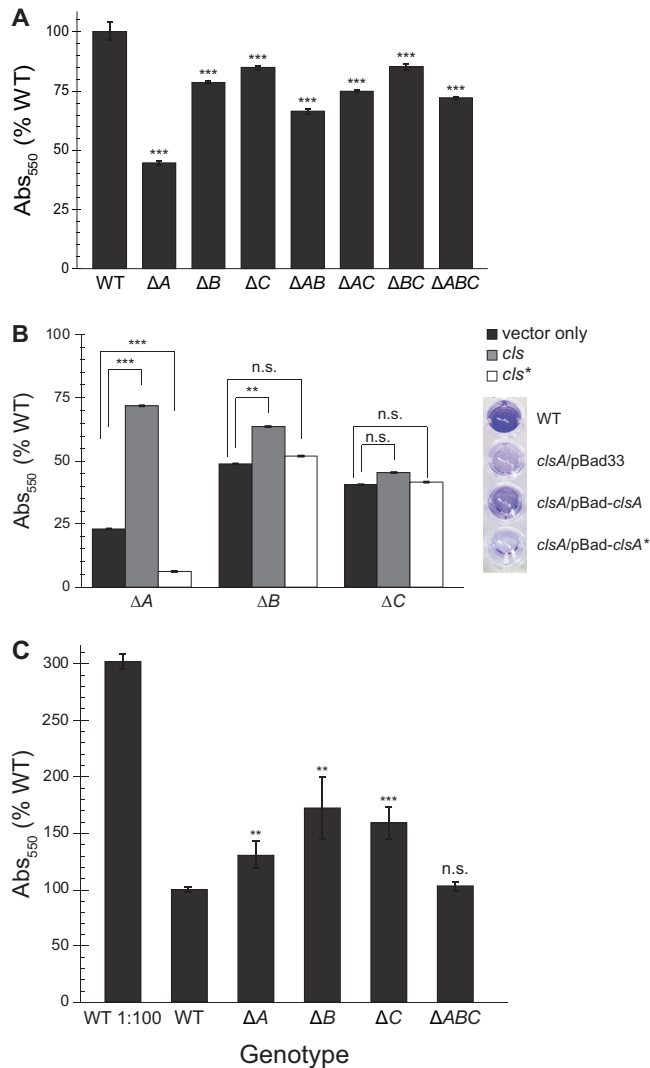 A
Abs550 (% WT)
100
75
50
25
0
***
***
***
***
***
***
***
WT ΔA ΔB ΔC ΔAB ΔAC ΔBC ΔABC
B
Abs550 (% WT)
100
75
50
25
0
***
***
n.s.
**
n.s.
n.s.
ΔA ΔB ΔC
vector only
cls
cls*
WT
clsA/pBad33
clsA/pBad-clsA
clsA/pBad-clsA*
C
Abs550 (% WT)
300
250
200
150
100
50
0
**
**
***
n.s.
WT 1:100 WT ΔA ΔB ΔC ΔABC
Genotype